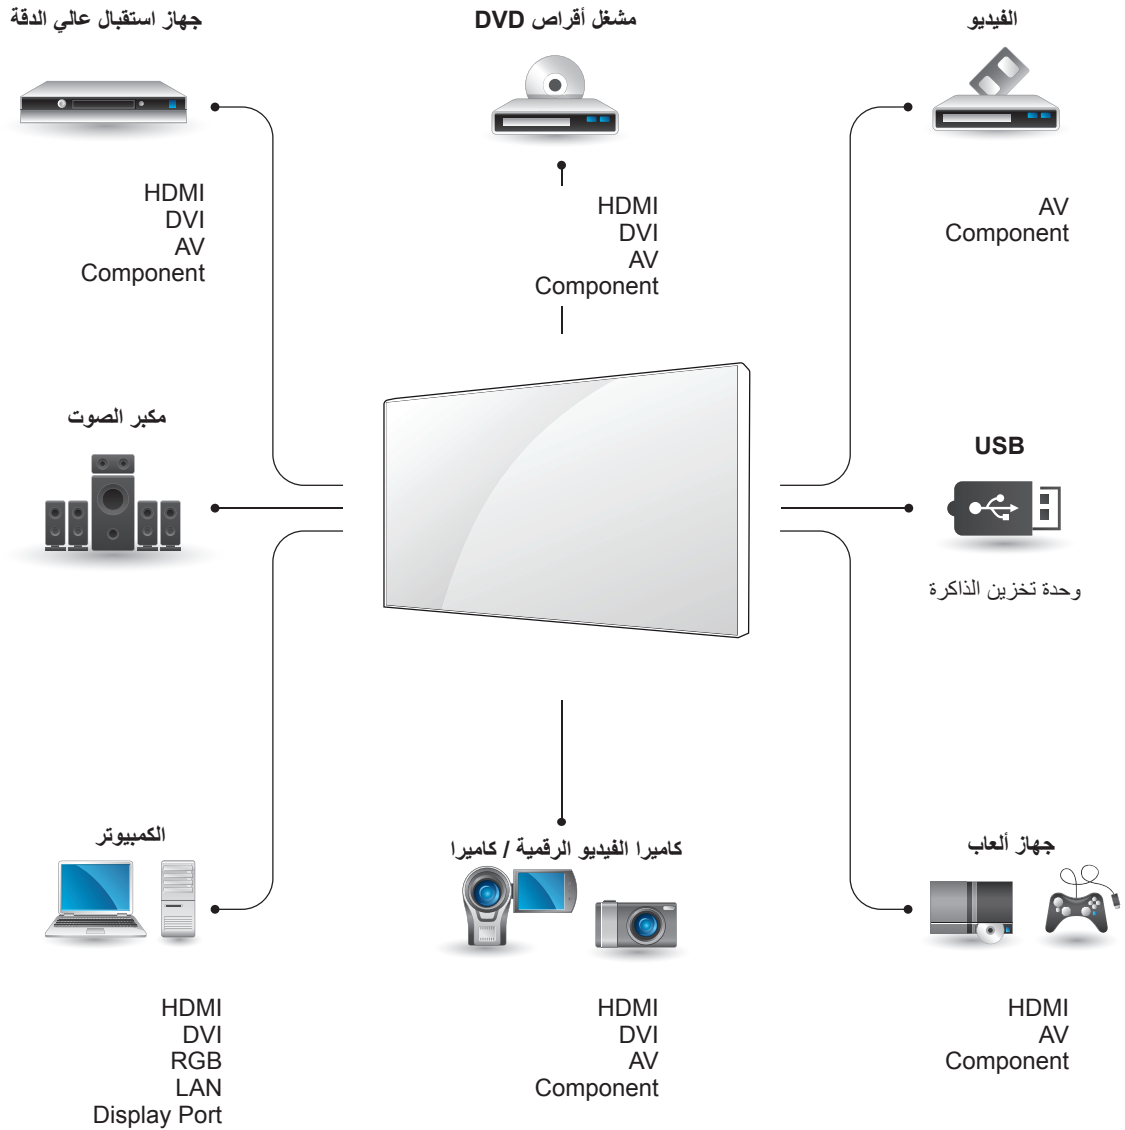 الفيديو
مشغل أقراص DVD
جهاز استقبال عالي الدقة
AV
Component
HDMI
DVI
AV
Component
HDMI
DVI
AV
Component
USB
وحدة تخزين الذاكرة
مكبر الصوت
جهاز ألعاب
HDMI
AV
Component
كاميرا الفيديو الرقمية / كاميرا
HDMI
DVI
AV
Component
الكمبيوتر
HDMI
DVI
RGB
LAN
Display Port